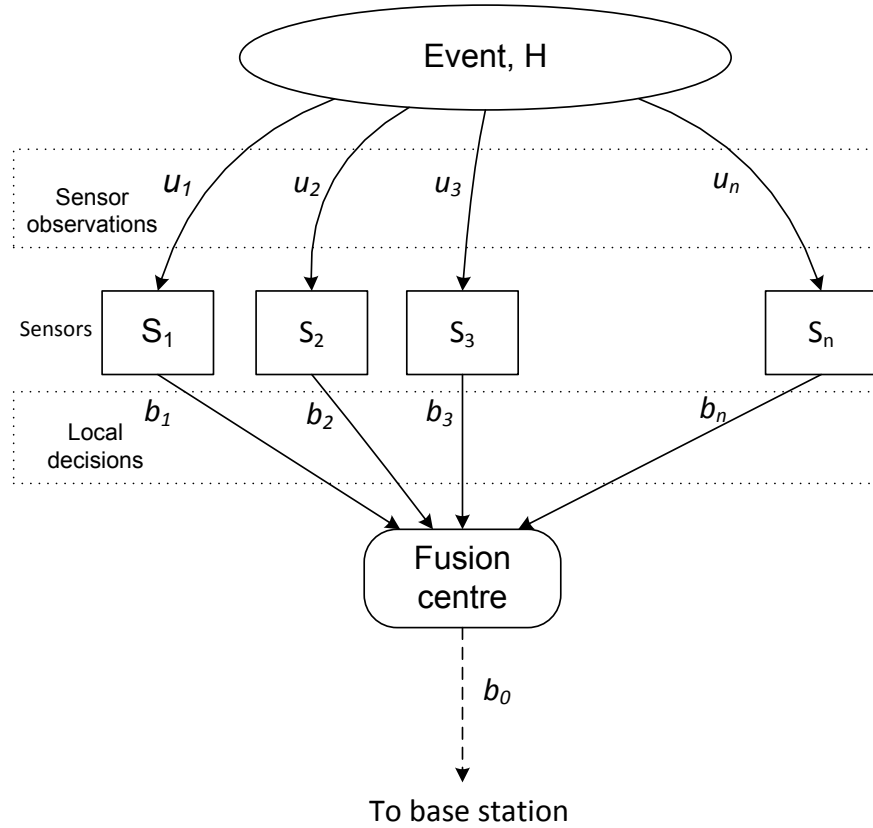 Event, H
u1 u2 u3 un
Sensor
observations
Sensors S1 S2 S3 Sn
b1 b2 b3 bn
Local
decisions
Fusion
centre
b0
To base station